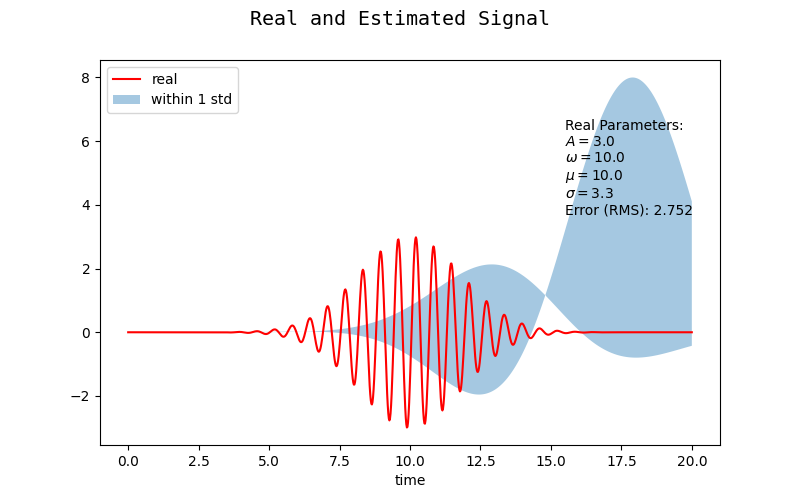 Real and Estimated Signal
real
within 1 std
Real Parameters:
A = 3.0
ω = 10.0
μ = 10.0
σ = 3.3
Error (RMS): 2.752
8
6
4
2
0
−2
0.0 2.5 5.0 7.5 10.0 12.5 15.0 17.5 20.0
time